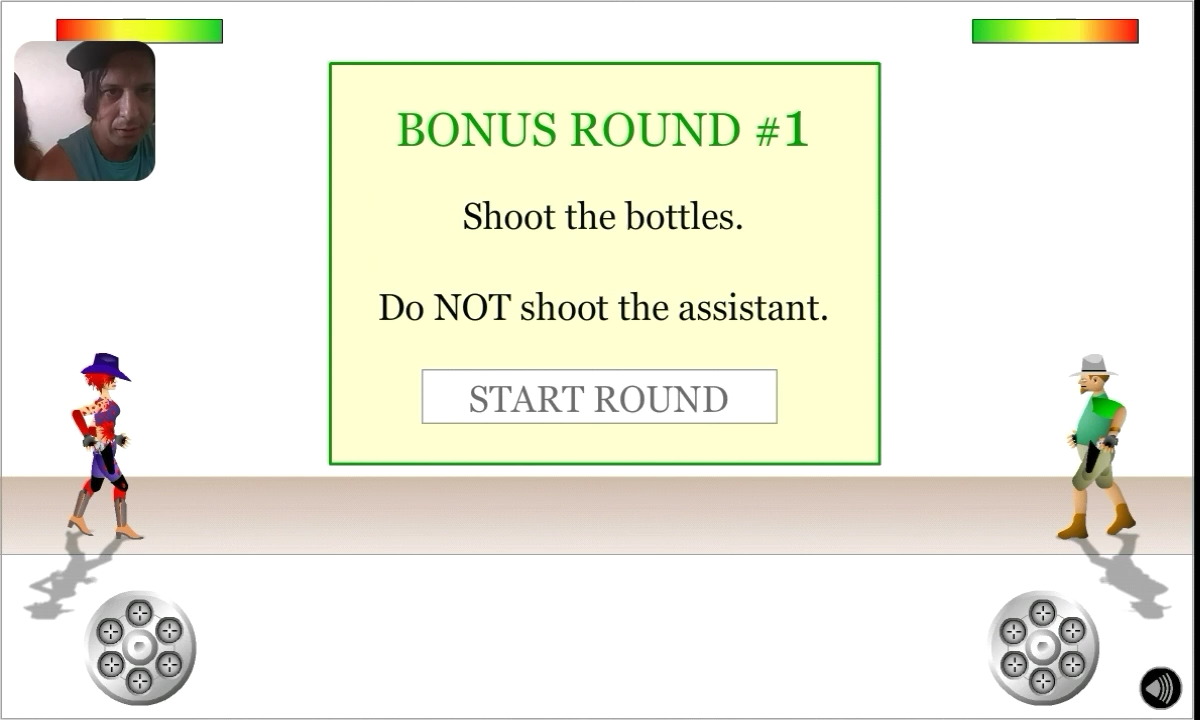 BONUS ROUND #1
Shoot the bottles.
Do NOT shoot the assistant.
START ROUND